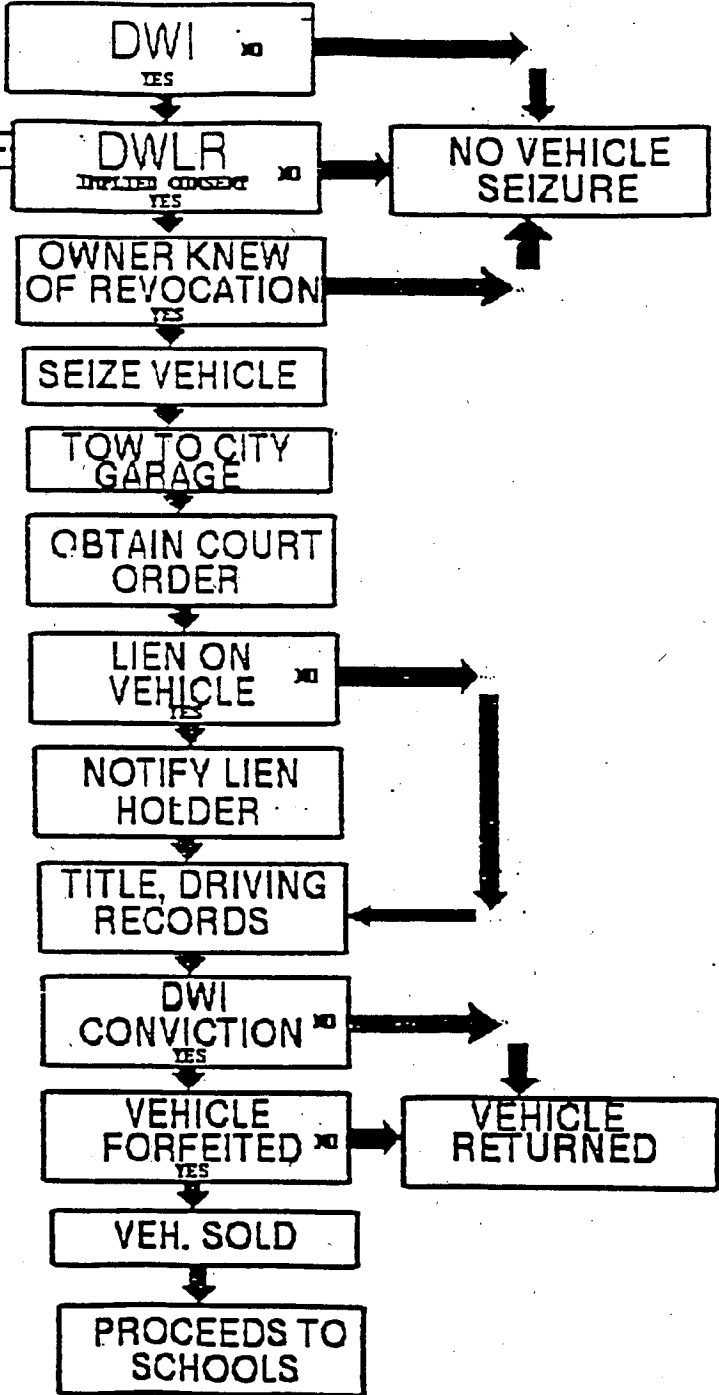 DWI NO
YES
DWLR
IMPLIED CONSENT NO
YES
NO VEHICLE
SEIZURE
OWNER KNEW
OF REVOCATION
YES
SEIZE VEHICLE
TOW TO CITY
GARAGE
OBTAIN COURT
ORDER
LIEN ON
VEHICLE NO
YES
NOTIFY LIEN
HOLDER
TITLE, DRIVING
RECORDS
DWI
CONVICTION NO
YES
VEHICLE
FORFEITED NO
YES
VEHICLE
RETURNED
VEH. SOLD
PROCEEDS TO
SCHOOLS